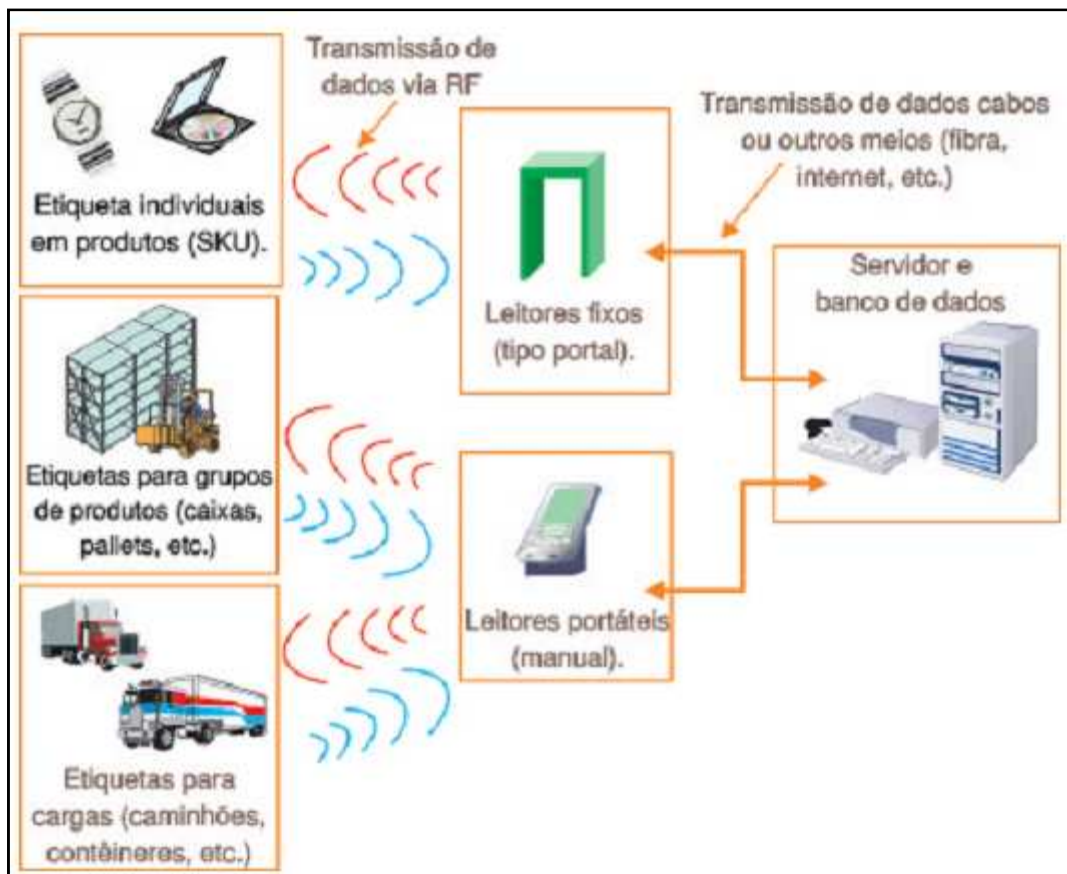 Transmissão de
dados via RF
Transmissão de dados cabos
ou outros meios (fibra,
internet, etc.)
Etiqueta individuais
em produtos (SKU).
Leitores fixos
(tipo portal).
Servidor e
banco de dados
Etiquetas para grupos
de produtos (caixas,
pallets, etc.)
Leitores portáteis
(manual).
Etiquetas para
cargas (caminhões,
contêineres, etc.)